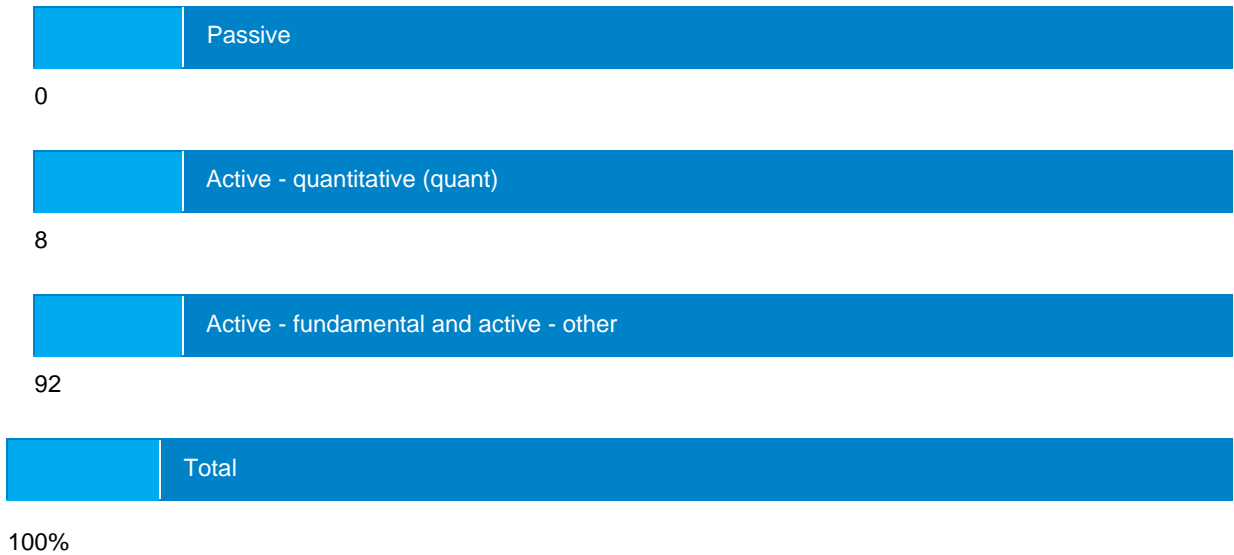 Passive
0
Active - quantitative (quant)
8
Active - fundamental and active - other
92
Total
100%